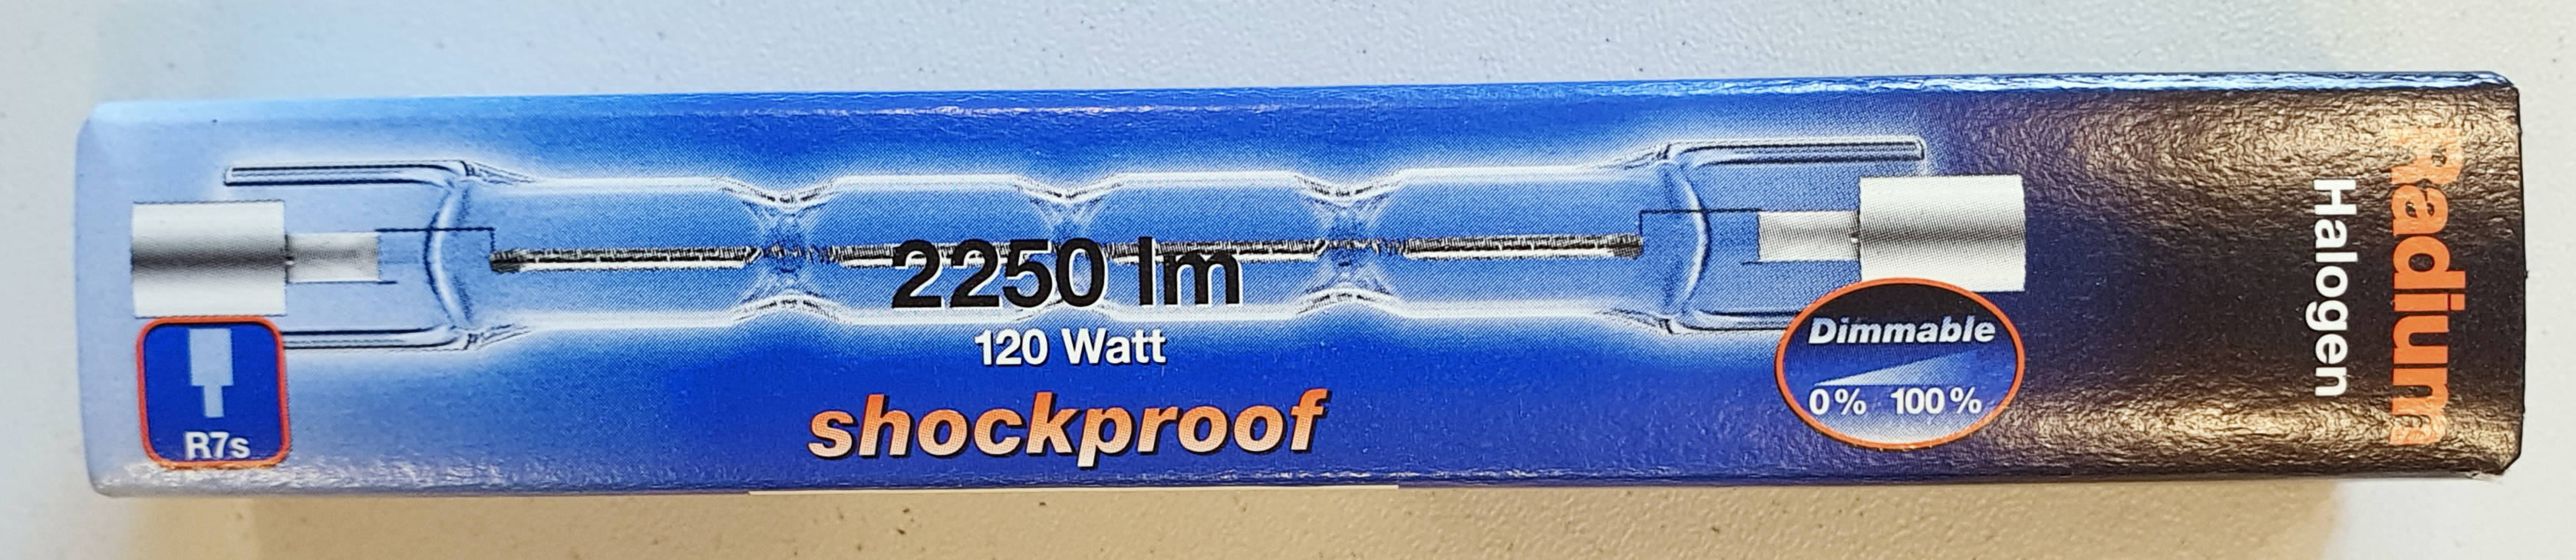 2250 lm
120 Watt
shockproof
R7s
Dimmable
0% 100%
Radium
Halogen